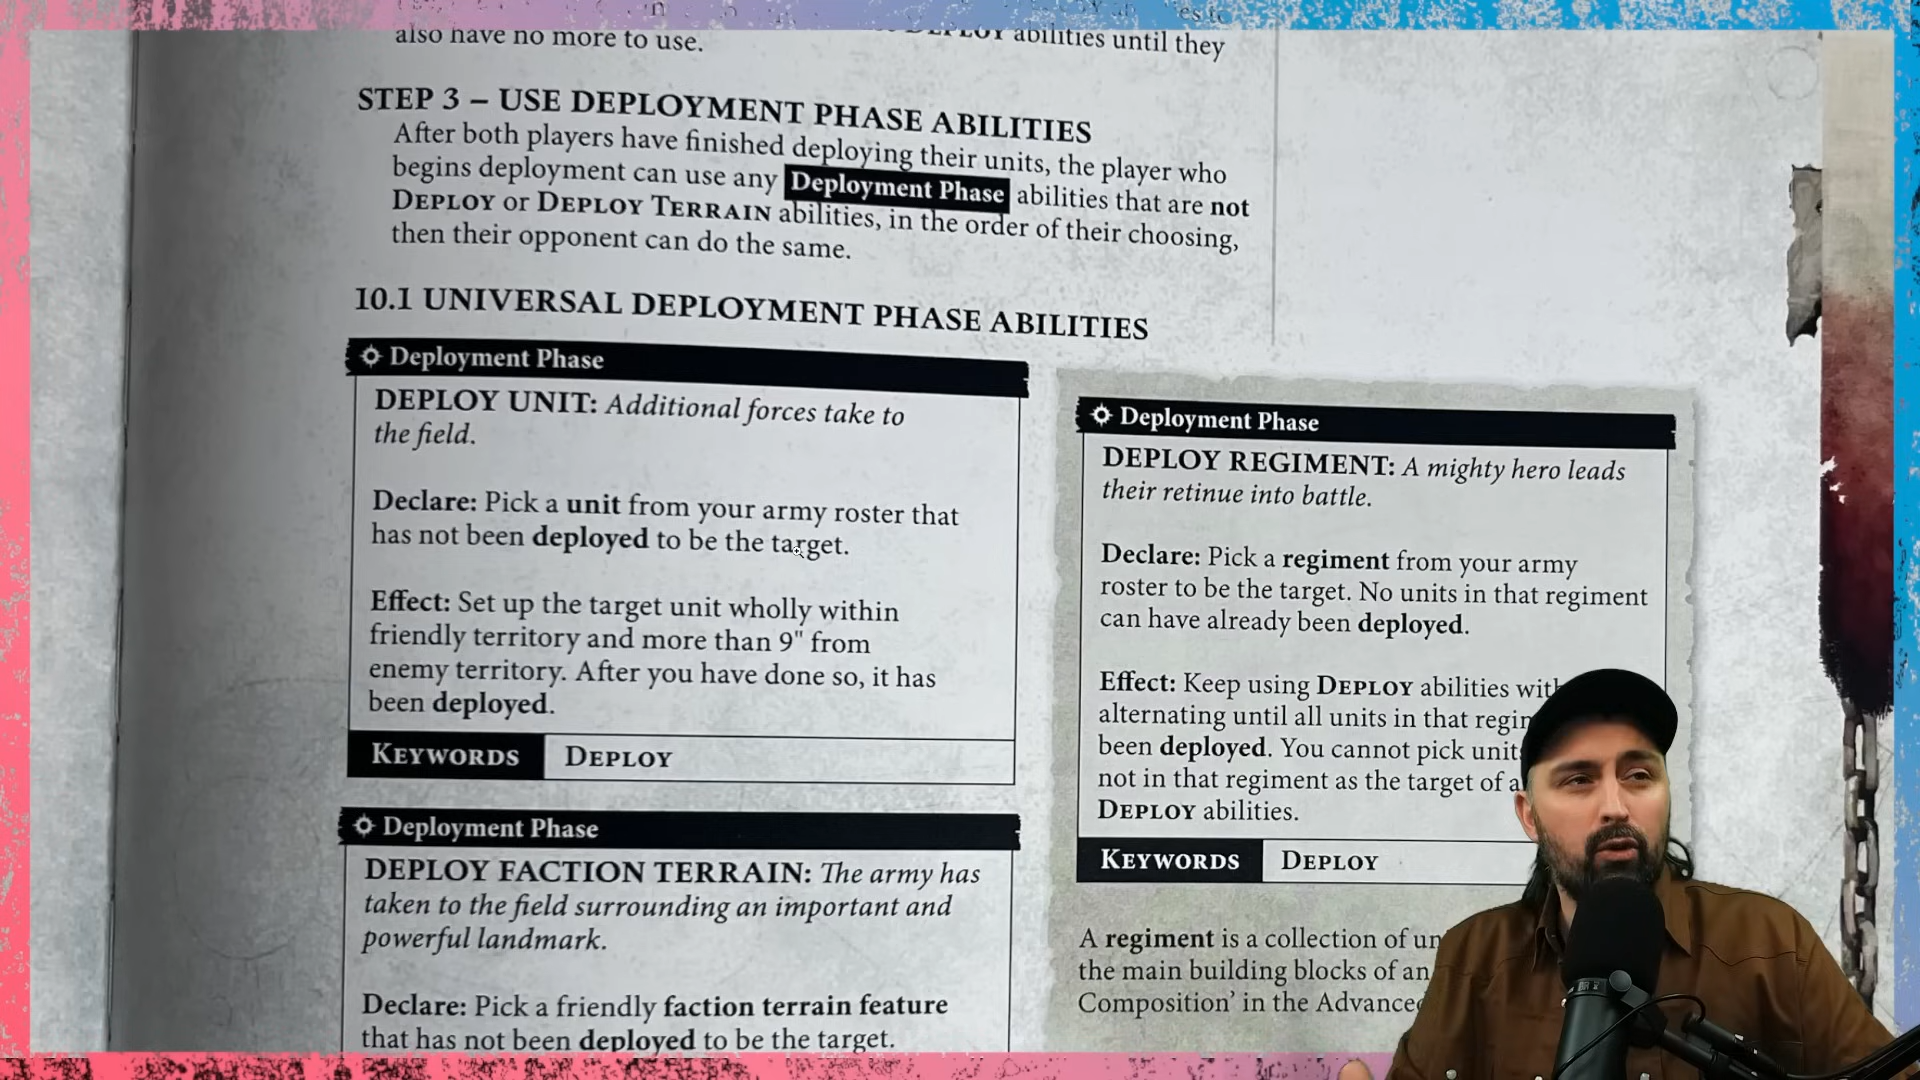 also have no more to use.
DEPLOY abilities until they
STEP 3 – USE DEPLOYMENT PHASE ABILITIES
After both players have finished deploying their units, the player who
begins deployment can use any Deployment Phase abilities that are not
DEPLOY or DEPLOY TERRAIN abilities, in the order of their choosing,
then their opponent can do the same.
10.1 UNIVERSAL DEPLOYMENT PHASE ABILITIES
Deployment Phase
DEPLOY UNIT: Additional forces take to
the field.
Declare: Pick a unit from your army roster that
has not been deployed to be the target.
Effect: Set up the target unit wholly within
friendly territory and more than 9" from
enemy territory. After you have done so, it has
been deployed.
KEYWORDS DEPLOY
Deployment Phase
DEPLOY FACTION TERRAIN: The army has
taken to the field surrounding an important and
powerful landmark.
Declare: Pick a friendly faction terrain feature
that has not been deployed to be the target.
Deployment Phase
DEPLOY REGIMENT: A mighty hero leads
their retinue into battle.
Declare: Pick a regiment from your army
roster to be the target. No units in that regiment
can have already been deployed.
Effect: Keep using DEPLOY abilities
alternating until all units in that
been deployed. You cannot pick
not in that regiment as the target of
DEPLOY abilities.
KEYWORDS DEPLOY
A regiment is a collection of
the main building blocks of an
Composition' in the